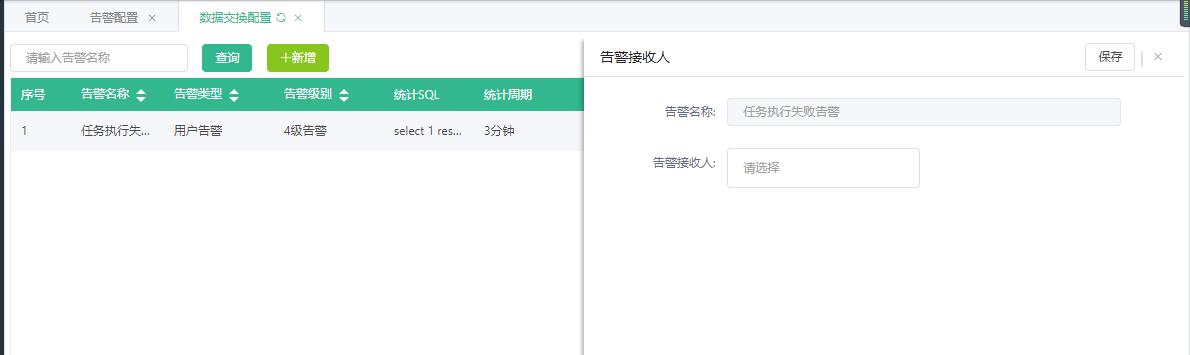 首页 告警配置 × 数据交换配置 ×
请输入告警名称 查询 +新增
序号 告警名称 告警类型 告警级别 统计SQL 统计周期
1 任务执行失... 用户告警 4级告警 select 1 res... 3分钟
告警接收人 保存 | ×
告警名称: 任务执行失败告警
告警接收人: 请选择